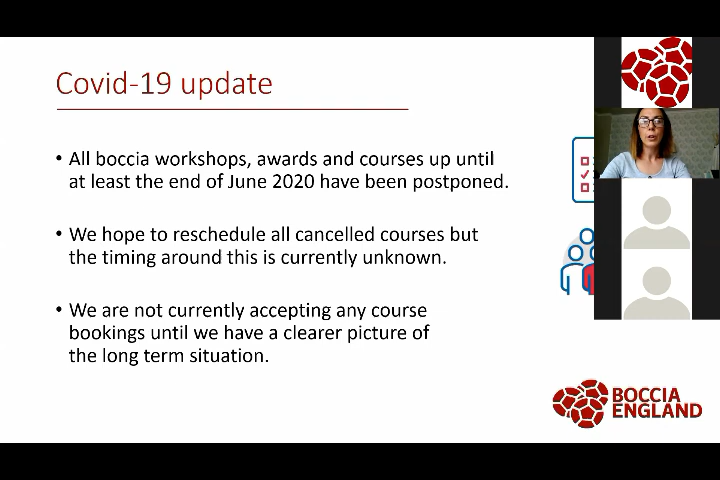 Covid-19 update
• All boccia workshops, awards and courses up until
at least the end of June 2020 have been postponed.
• We hope to reschedule all cancelled courses but
the timing around this is currently unknown.
• We are not currently accepting any course
bookings until we have a clearer picture of
the long term situation.
BOCCIA
ENGLAND